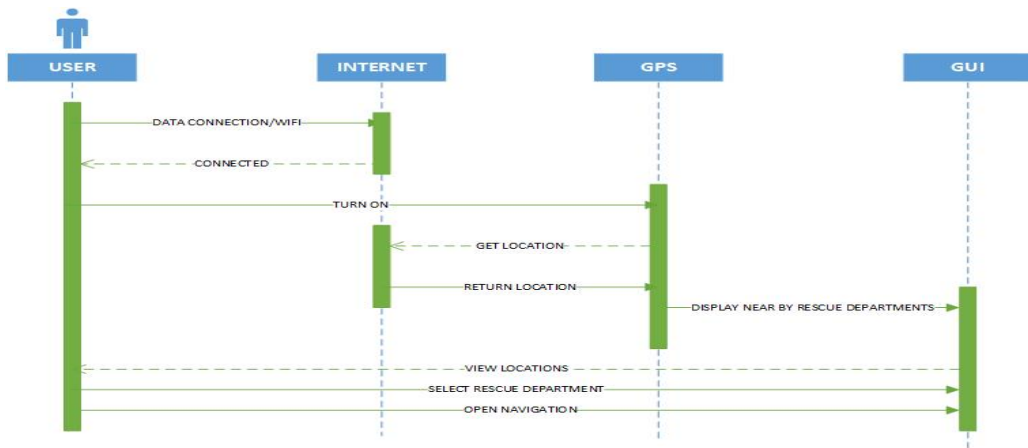 USER
INTERNET
GPS
GUI
DATA CONNECTION/WIFI
CONNECTED
TURN ON
GET LOCATION
RETURN LOCATION
DISPLAY NEAR BY RESCUE DEPARTMENTS
VIEW LOCATIONS
SELECT RESCUE DEPARTMENT
OPEN NAVIGATION